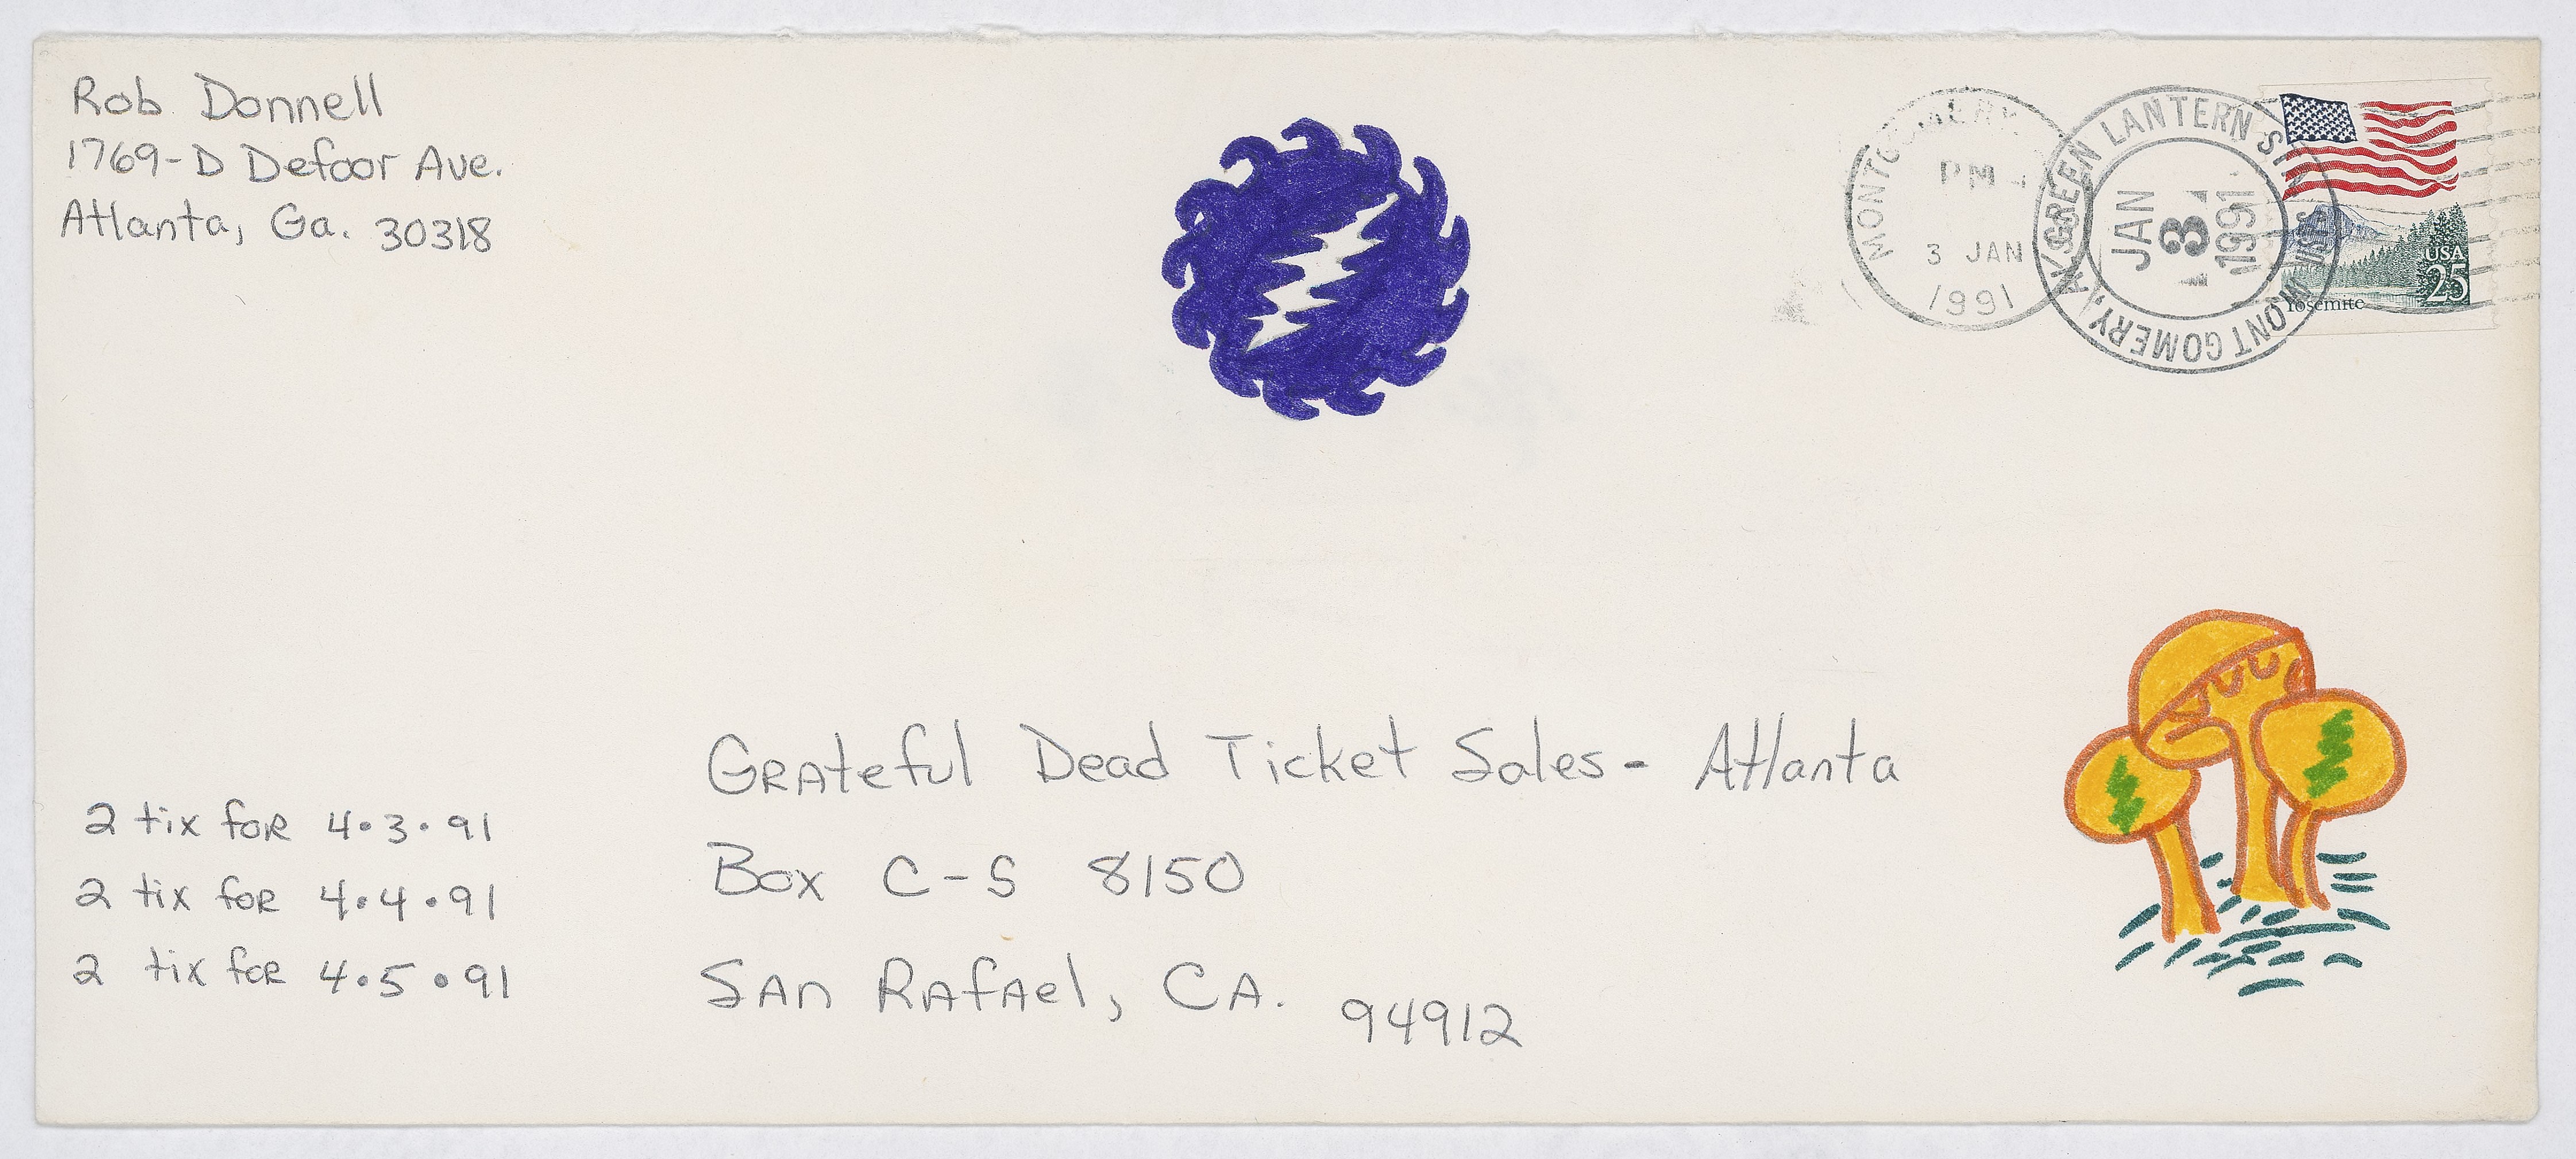 Rob Donnell
1769-D Defoor Ave.
Atlanta, Ga. 30318
MONTGOMERY
PM
3 JAN
1991
GREEN LANTERN
MONTGOMERY,
JAN
3
1991
USPS
USA
25
Yosemite
Grateful Dead Ticket Sales - Atlanta
Box C-S 8150
San Rafael, CA. 94912
2 tix for 4•3•91
2 tix for 4•4•91
2 tix for 4•5•91